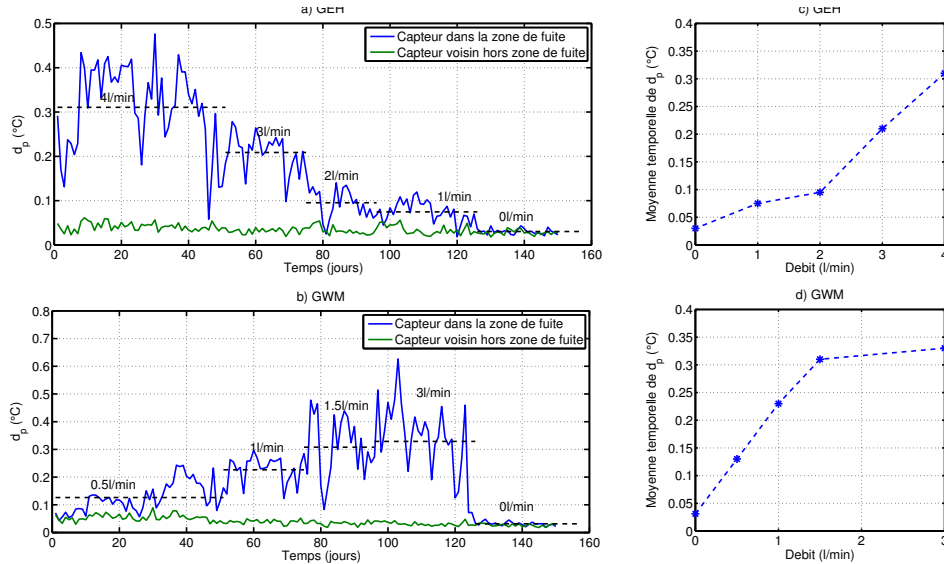 a) GEH
0.5
0.4
0.3
0.2
0.1
0
d_p (°C)
Capteur dans la zone de fuite
Capteur voisin hors zone de fuite
4l/min
3l/min
2l/min
1l/min
0l/min
0 20 40 60 80 100 120 140 160
Temps (jours)
c) GEH
0.4
0.35
0.3
0.25
0.2
0.15
0.1
0.05
0
Moyenne temporelle de d_p (°C)
0 1 2 3 4
Debit (l/min)
b) GWM
0.8
0.7
0.6
0.5
0.4
0.3
0.2
0.1
0
d_p (°C)
Capteur dans la zone de fuite
Capteur voisin hors zone de fuite
0.5l/min
1l/min
1.5l/min
3l/min
0l/min
0 20 40 60 80 100 120 140 160
Temps (jours)
d) GWM
0.4
0.35
0.3
0.25
0.2
0.15
0.1
0.05
0
Moyenne temporelle de d_p (°C)
0 1 2 3
Debit (l/min)